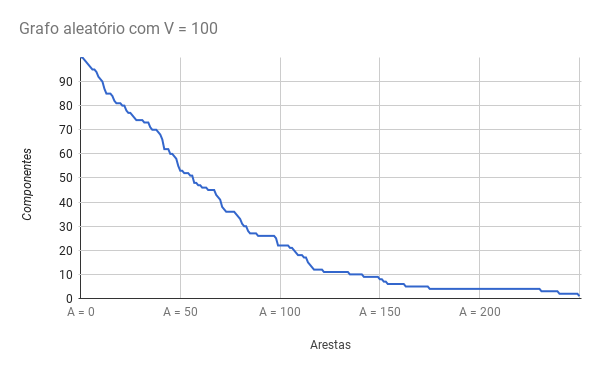 Grafo aleatório com V = 100
Componentes
90
80
70
60
50
40
30
20
10
0
A = 0 A = 50 A = 100 A = 150 A = 200
Arestas